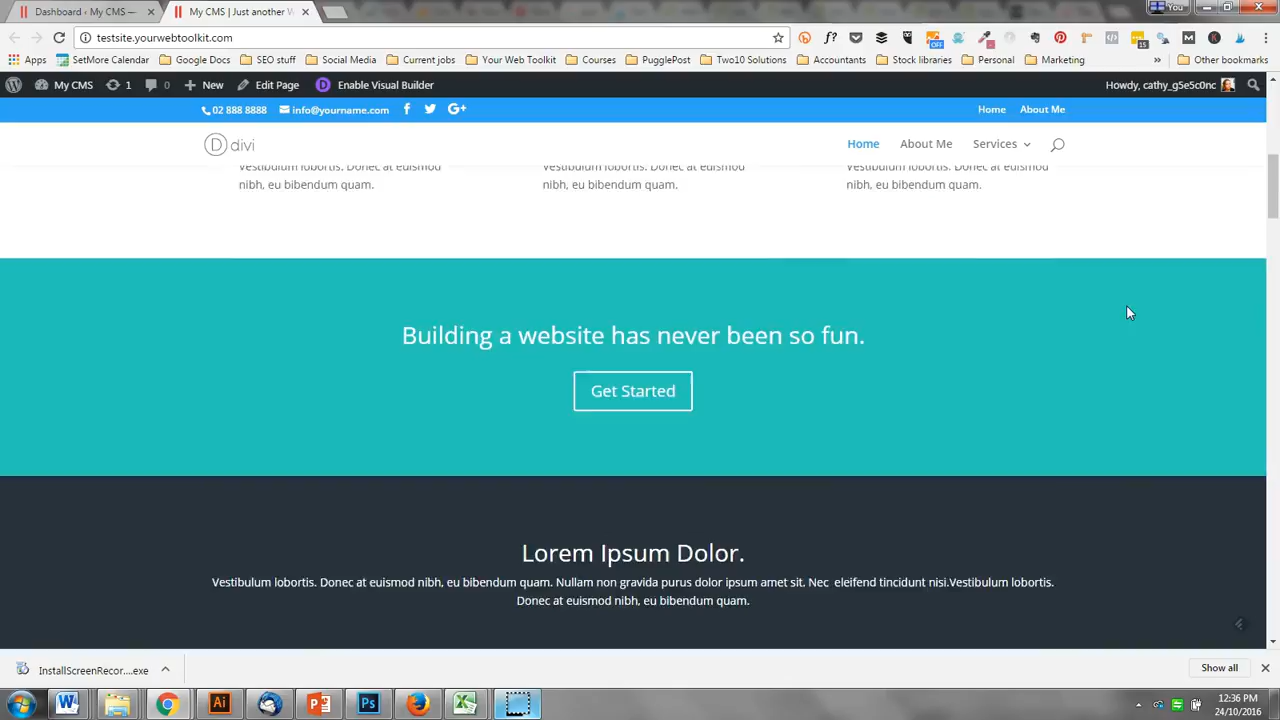 Dashboard ‹ My CMS —
My CMS | Just another W
You
testsite.yourwebtoolkit.com
Apps
SetMore Calendar
Google Docs
SEO stuff
Social Media
Current jobs
Your Web Toolkit
Courses
PugglePost
Two10 Solutions
Accountants
Stock libraries
Personal
Marketing
Other bookmarks
My CMS
1
0
New
Edit Page
Enable Visual Builder
Howdy, cathy_g5e5c0nc
02 888 8888
info@yourname.com
Home
About Me
divi
Home
About Me
Services
Vestibulum lobortis. Donec at euismod
nibh, eu bibendum quam.
Vestibulum lobortis. Donec at euismod
nibh, eu bibendum quam.
Vestibulum lobortis. Donec at euismod
nibh, eu bibendum quam.
Building a website has never been so fun.
Get Started
Lorem Ipsum Dolor.
Vestibulum lobortis. Donec at euismod nibh, eu bibendum quam. Nullam non gravida purus dolor ipsum amet sit. Nec eleifend tincidunt nisi.Vestibulum lobortis.
Donec at euismod nibh, eu bibendum quam.
InstallScreenRecor....exe
Show all
12:36 PM
24/10/2016